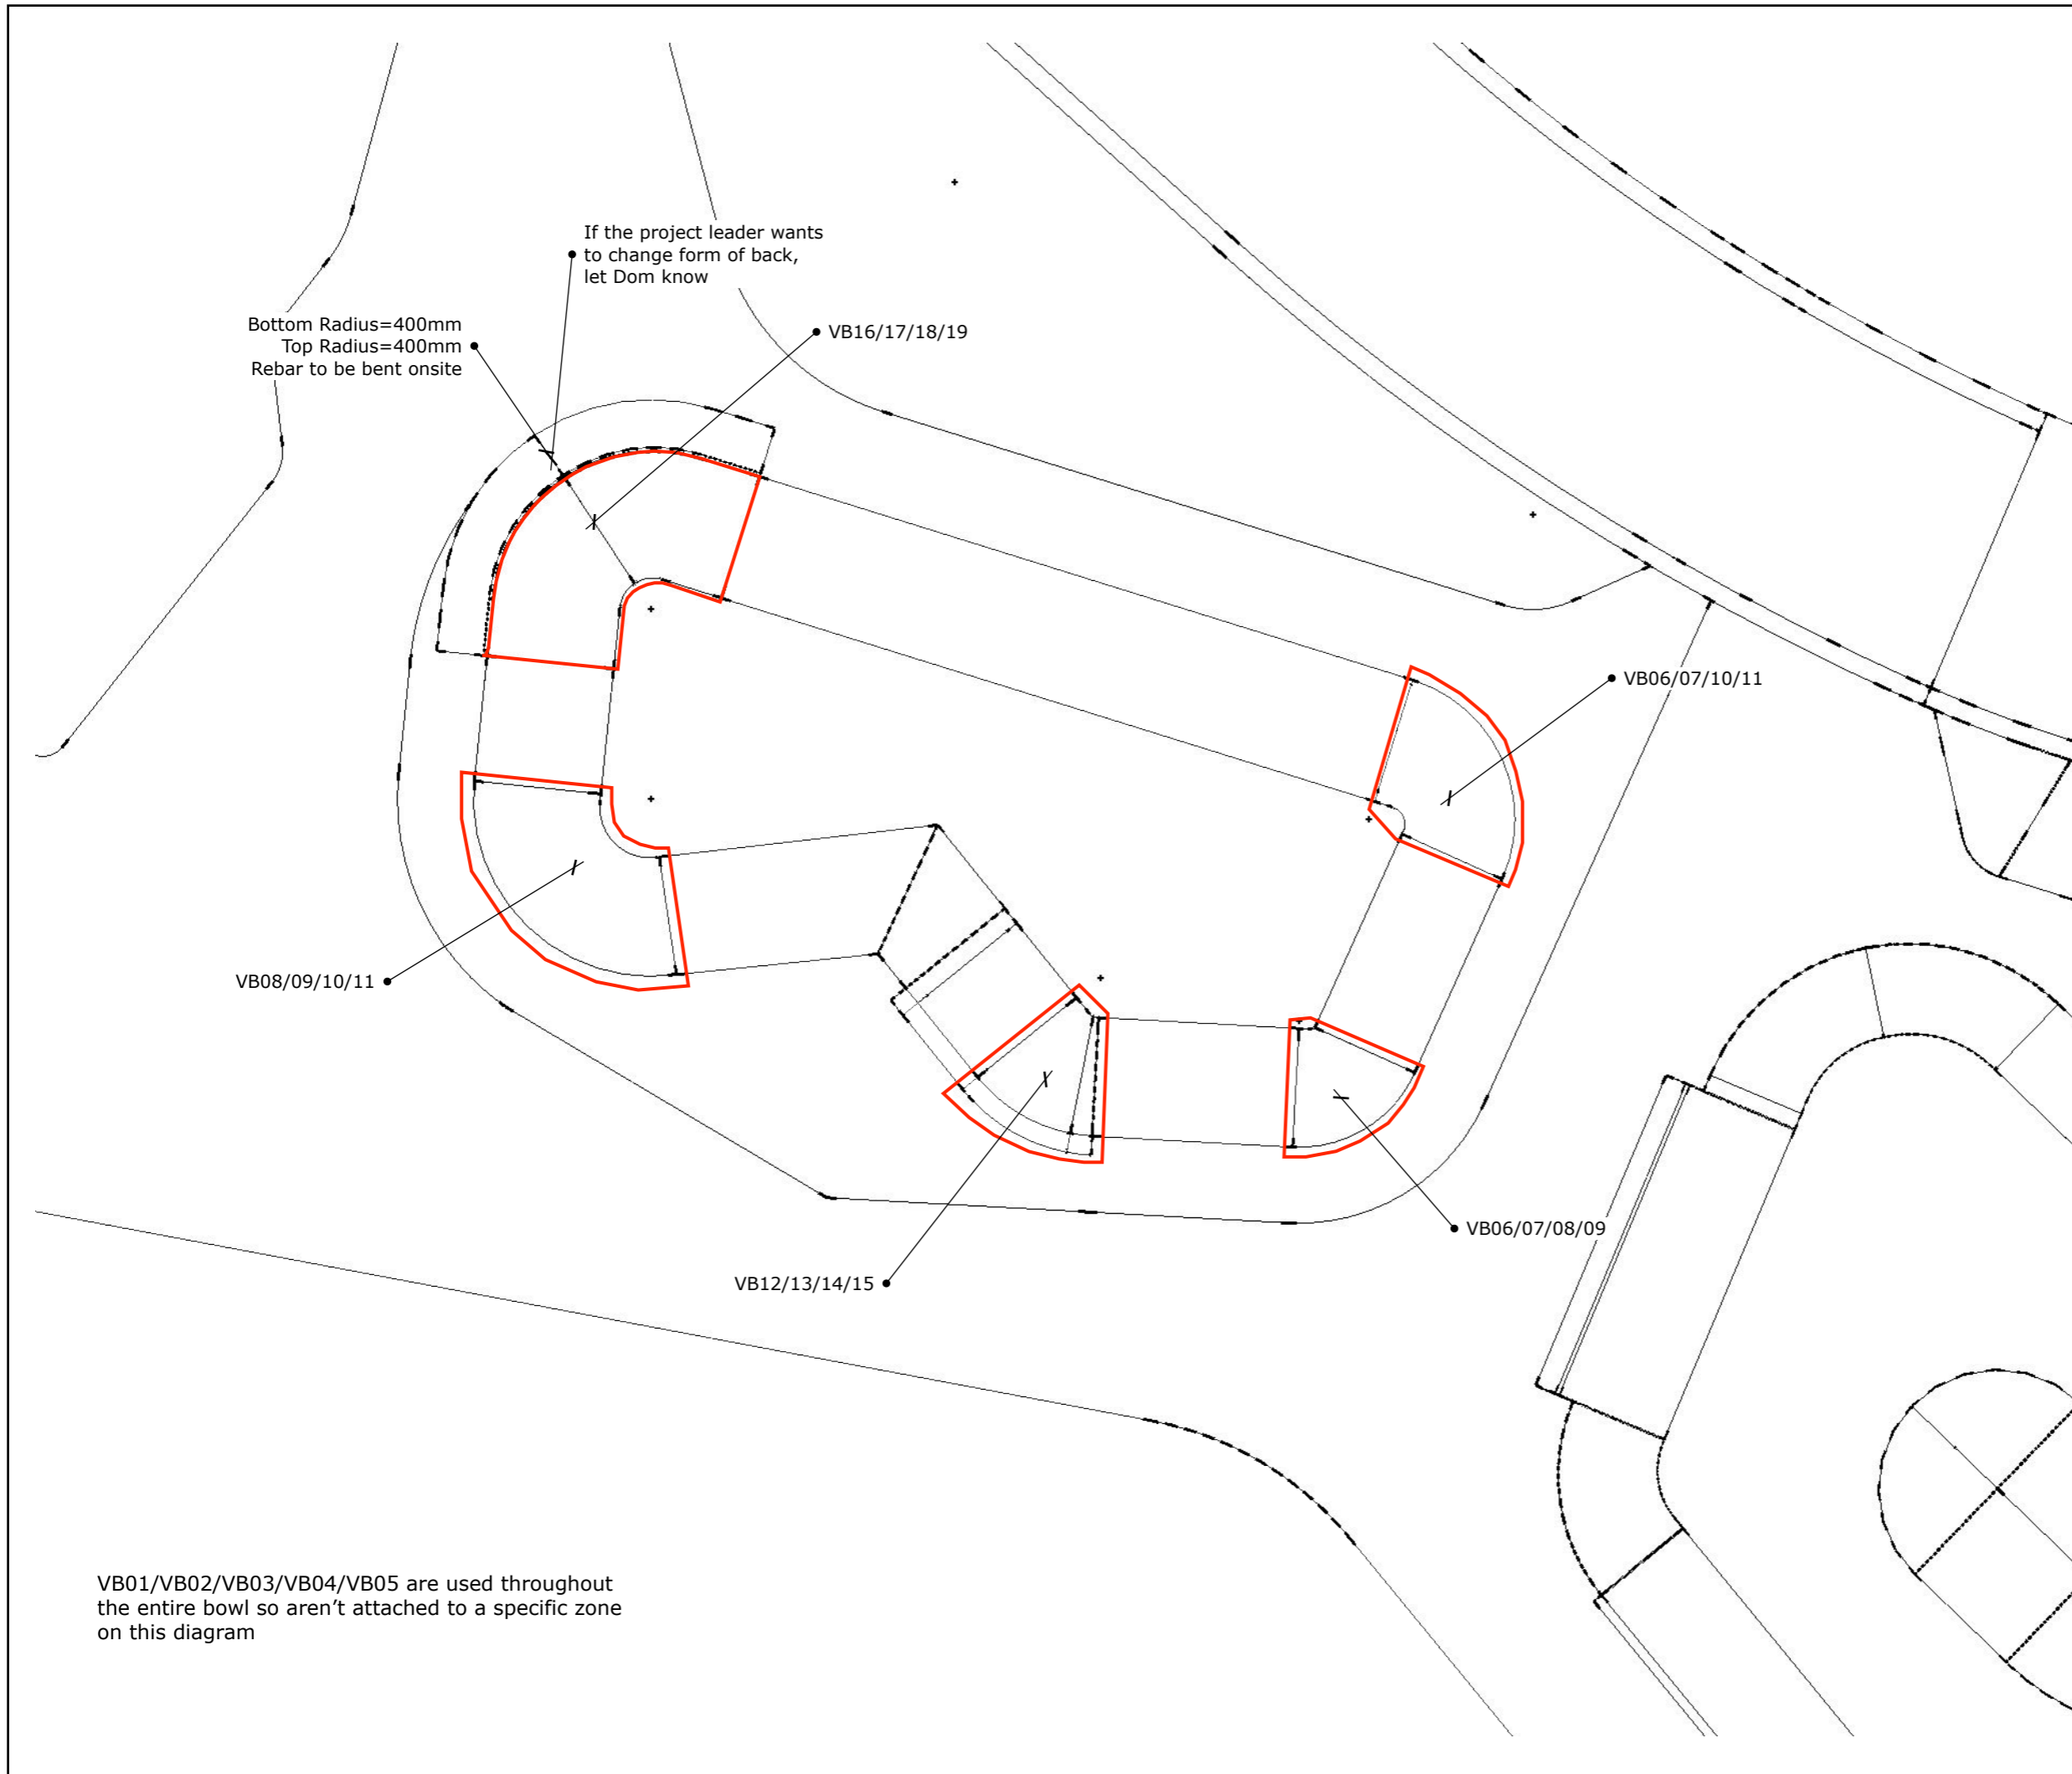 If the project leader wants
to change form of back,
let Dom know
Bottom Radius=400mm
Top Radius=400mm
Rebar to be bent onsite
VB16/17/18/19
VB06/07/10/11
VB08/09/10/11
VB06/07/08/09
VB12/13/14/15
VB01/VB02/VB03/VB04/VB05 are used throughout
the entire bowl so aren’t attached to a specific zone
on this diagram